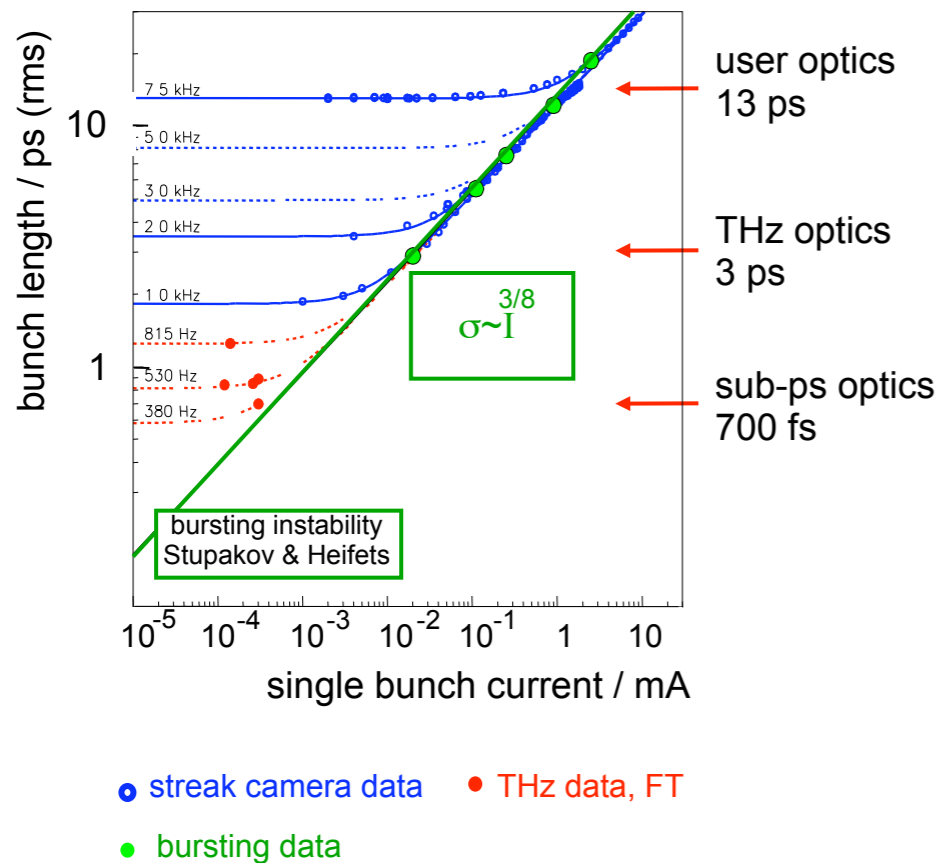 bunch length / ps (rms)
10
1
7.5 kHz
5.0 kHz
3.0 kHz
2.0 kHz
1.0 kHz
815 Hz
530 Hz
380 Hz
σ~I^3/8
bursting instability
Stupakov & Heifets
10^-5 10^-4 10^-3 10^-2 10^-1 1 10
single bunch current / mA
user optics
13 ps
THz optics
3 ps
sub-ps optics
700 fs
streak camera data
THz data, FT
bursting data